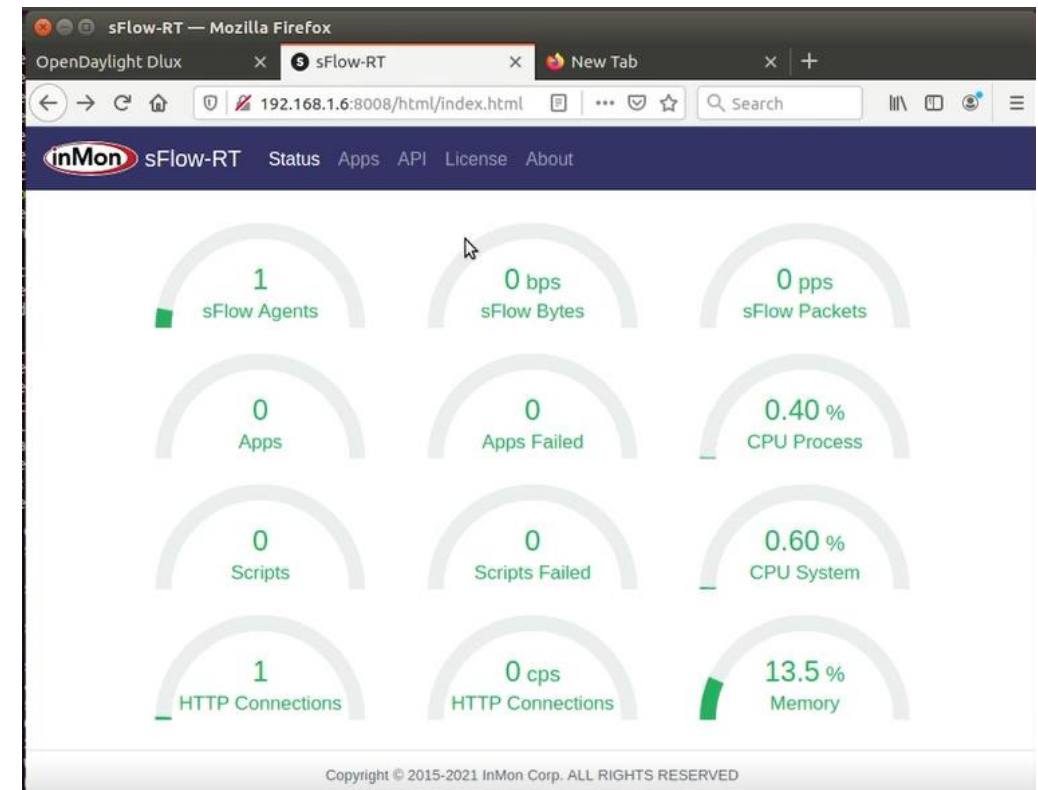 sFlow-RT — Mozilla Firefox
OpenDaylight Dlux
S sFlow-RT
New Tab
192.168.1.6:8008/html/index.html
Search
inMon sFlow-RT Status Apps API License About
1 0 bps 0 pps
sFlow Agents sFlow Bytes sFlow Packets
0 0 0.40 %
Apps Apps Failed CPU Process
0 0 0.60 %
Scripts Scripts Failed CPU System
1 0 cps 13.5 %
HTTP Connections HTTP Connections Memory
Copyright © 2015-2021 InMon Corp. ALL RIGHTS RESERVED